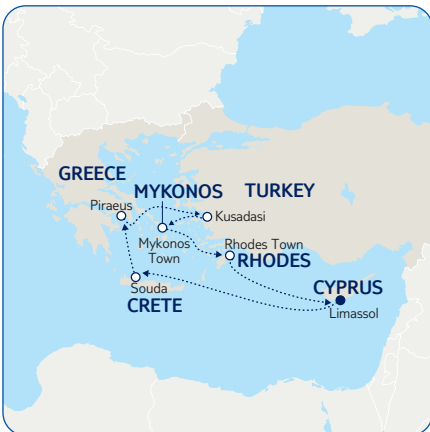 GREECE
MYKONOS
TURKEY
Piraeus
Kusadasi
Mykonos
Town
Rhodes Town
RHODES
Souda
CRETE
CYPRUS
Limassol